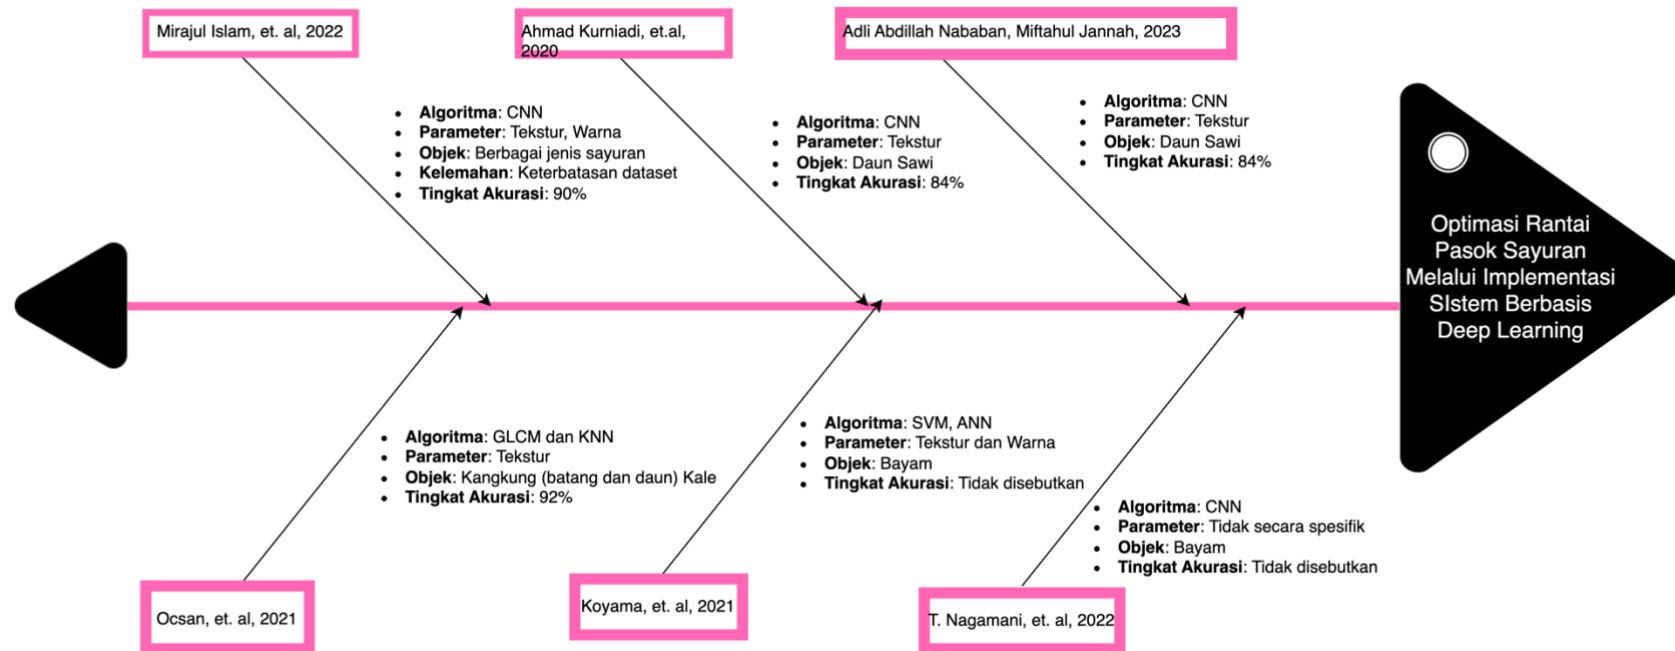 Mirajul Islam, et. al, 2022
Ahmad Kurniadi, et.al,
2020
Adli Abdillah Nababan, Miftahul Jannah, 2023
• Algoritma: CNN
• Parameter: Tekstur, Warna
• Objek: Berbagai jenis sayuran
• Kelemahan: Keterbatasan dataset
• Tingkat Akurasi: 90%
• Algoritma: CNN
• Parameter: Tekstur
• Objek: Daun Sawi
• Tingkat Akurasi: 84%
• Algoritma: CNN
• Parameter: Tekstur
• Objek: Daun Sawi
• Tingkat Akurasi: 84%
Optimasi Rantai
Pasok Sayuran
Melalui Implementasi
SIstem Berbasis
Deep Learning
• Algoritma: GLCM dan KNN
• Parameter: Tekstur
• Objek: Kangkung (batang dan daun) Kale
• Tingkat Akurasi: 92%
• Algoritma: SVM, ANN
• Parameter: Tekstur dan Warna
• Objek: Bayam
• Tingkat Akurasi: Tidak disebutkan
• Algoritma: CNN
• Parameter: Tidak secara spesifik
• Objek: Bayam
• Tingkat Akurasi: Tidak disebutkan
Ocsan, et. al, 2021
Koyama, et. al, 2021
T. Nagamani, et. al, 2022